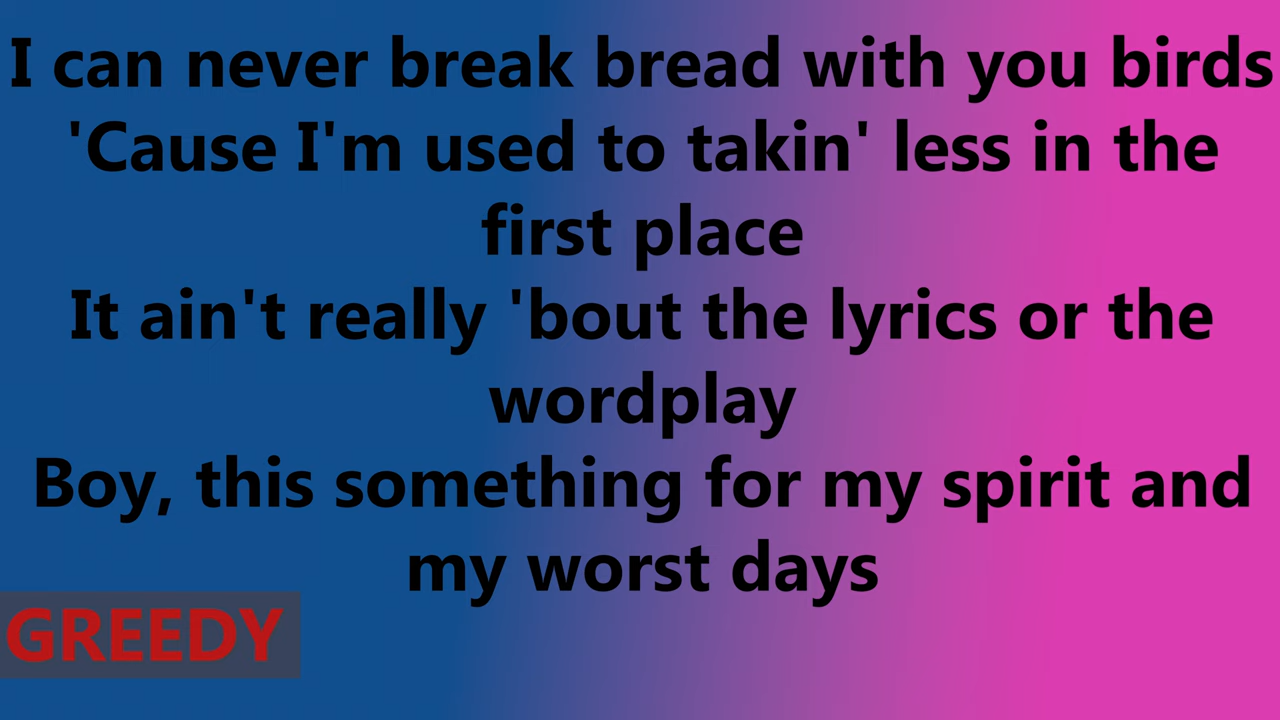 I can never break bread with you birds
'Cause I'm used to takin' less in the
first place
It ain't really 'bout the lyrics or the
wordplay
Boy, this something for my spirit and
my worst days
GREEDY